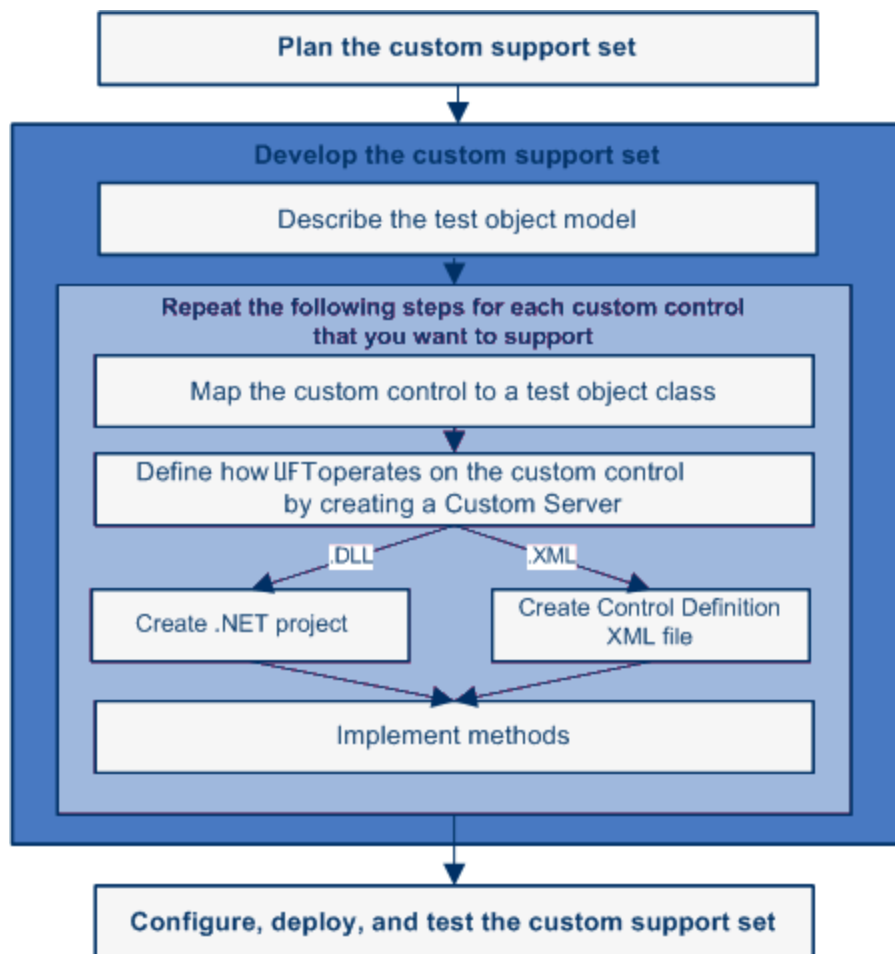 Plan the custom support set
Develop the custom support set
Describe the test object model
Repeat the following steps for each custom control
that you want to support
Map the custom control to a test object class
Define how UFT operates on the custom control
by creating a Custom Server
.DLL
.XML
Create .NET project
Create Control Definition
XML file
Implement methods
Configure, deploy, and test the custom support set